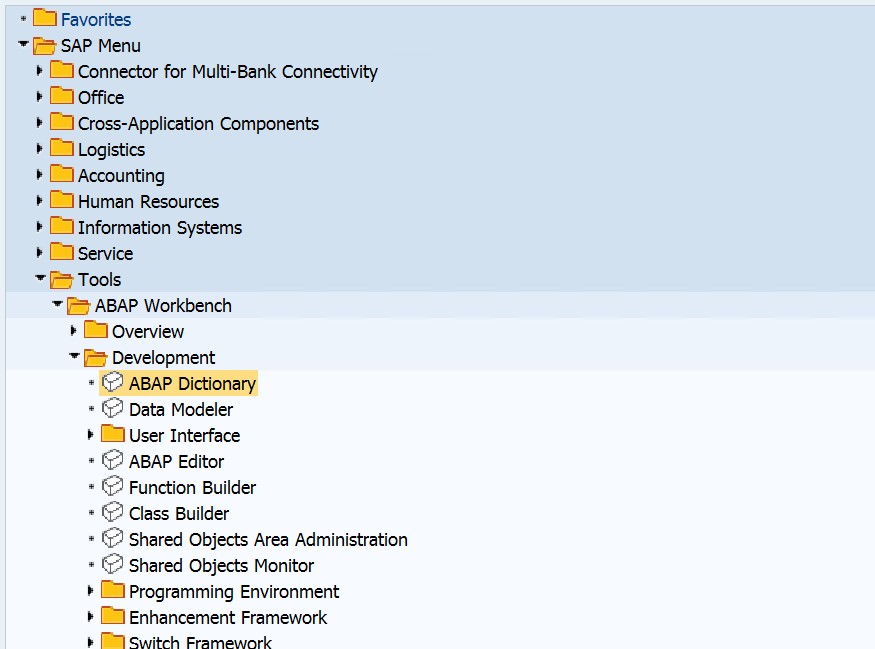 Favorites
SAP Menu
Connector for Multi-Bank Connectivity
Office
Cross-Application Components
Logistics
Accounting
Human Resources
Information Systems
Service
Tools
ABAP Workbench
Overview
Development
ABAP Dictionary
Data Modeler
User Interface
ABAP Editor
Function Builder
Class Builder
Shared Objects Area Administration
Shared Objects Monitor
Programming Environment
Enhancement Framework
Switch Framework